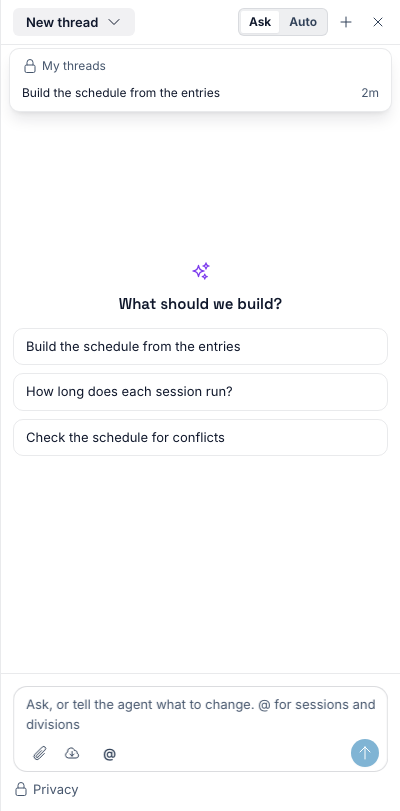 New thread
Ask
Auto
My threads
Build the schedule from the entries
2m
What should we build?
Build the schedule from the entries
How long does each session run?
Check the schedule for conflicts
Ask, or tell the agent what to change. @ for sessions and
divisions
@
Privacy